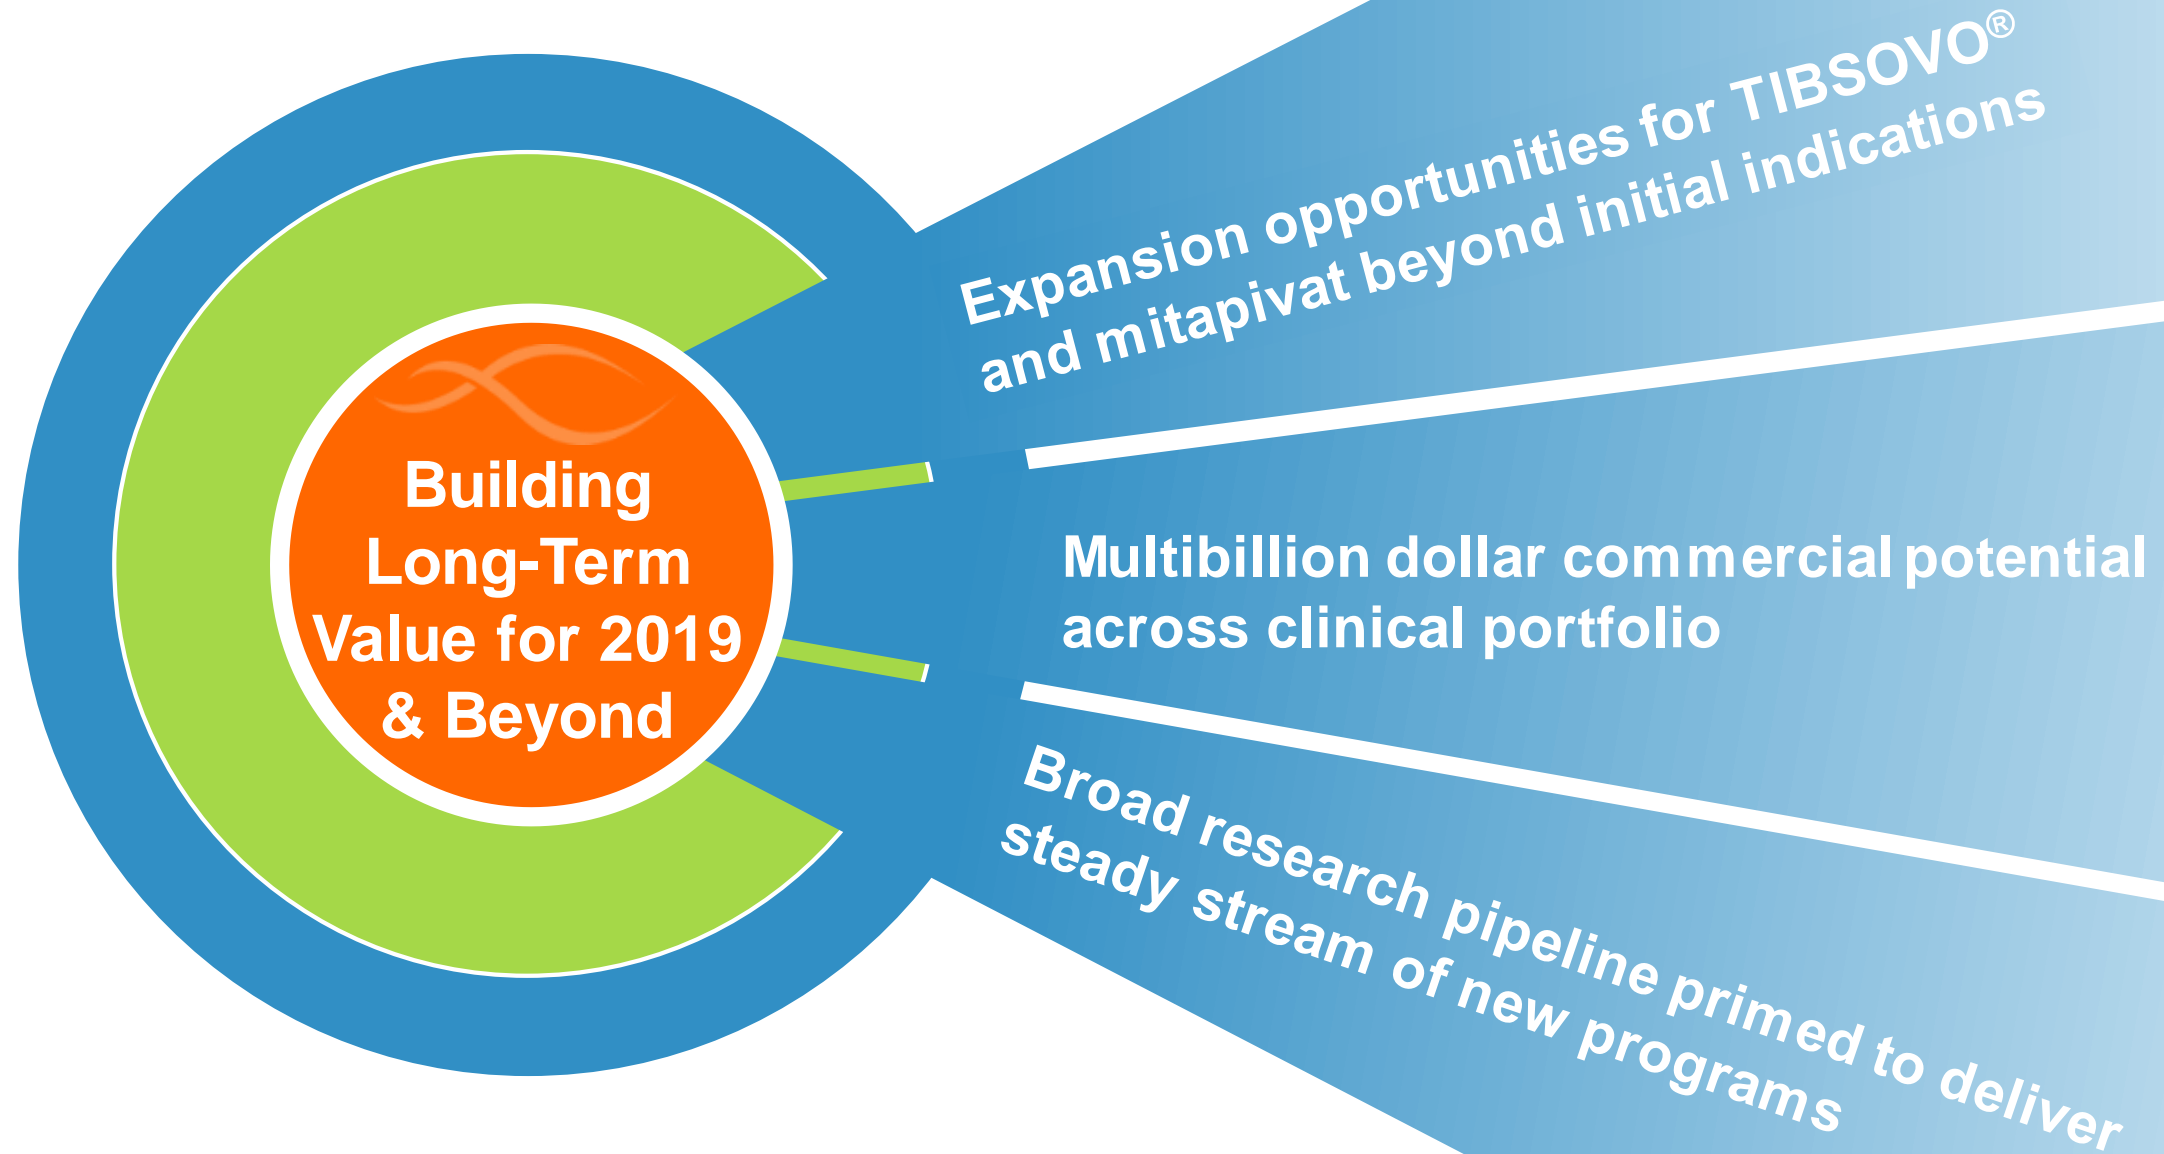 Building
Long-Term
Value for 2019
& Beyond
Expansion opportunities for TIBSOVO®
and mitapivat beyond initial indications
Multibillion dollar commercial potential
across clinical portfolio
Broad research pipeline primed to deliver
steady stream of new programs